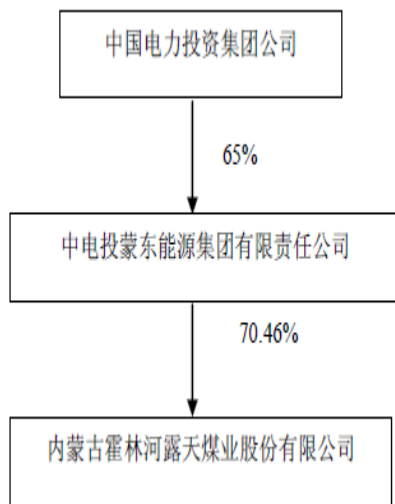 中国电力投资集团公司
65%
中电投蒙东能源集团有限责任公司
70.46%
内蒙古霍林河露天煤业股份有限公司